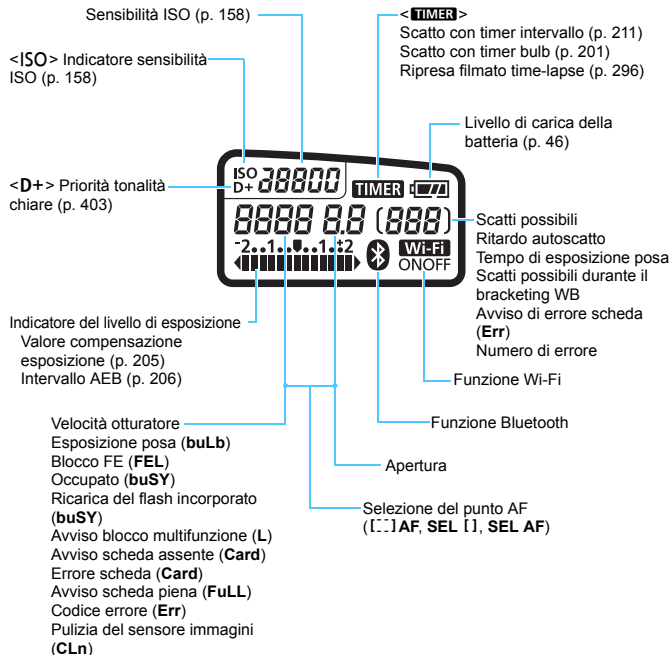 Sensibilità ISO (p. 158)
<TIMER>
Scatto con timer intervallo (p. 211)
Scatto con timer bulb (p. 201)
Ripresa filmato time-lapse (p. 296)
<ISO> Indicatore sensibilità
ISO (p. 158)
Livello di carica della
batteria (p. 46)
<D+> Priorità tonalità
chiare (p. 403)
ISO
D+ 38800 TIMER
8888 8.8 (888)
-2..1..0..1..+2 Wi-Fi
ONOFF
Scatti possibili
Ritardo autoscatto
Tempo di esposizione posa
Scatti possibili durante il
bracketing WB
Avviso di errore scheda
(Err)
Numero di errore
Indicatore del livello di esposizione
Valore compensazione
esposizione (p. 205)
Intervallo AEB (p. 206)
Funzione Wi-Fi
Funzione Bluetooth
Velocità otturatore
Esposizione posa (buLb)
Blocco FE (FEL)
Occupato (buSY)
Ricarica del flash incorporato
(buSY)
Avviso blocco multifunzione (L)
Avviso scheda assente (Card)
Errore scheda (Card)
Avviso scheda piena (FuLL)
Codice errore (Err)
Pulizia del sensore immagini
(CLn)
Apertura
Selezione del punto AF
([ ] AF, SEL [ ], SEL AF)